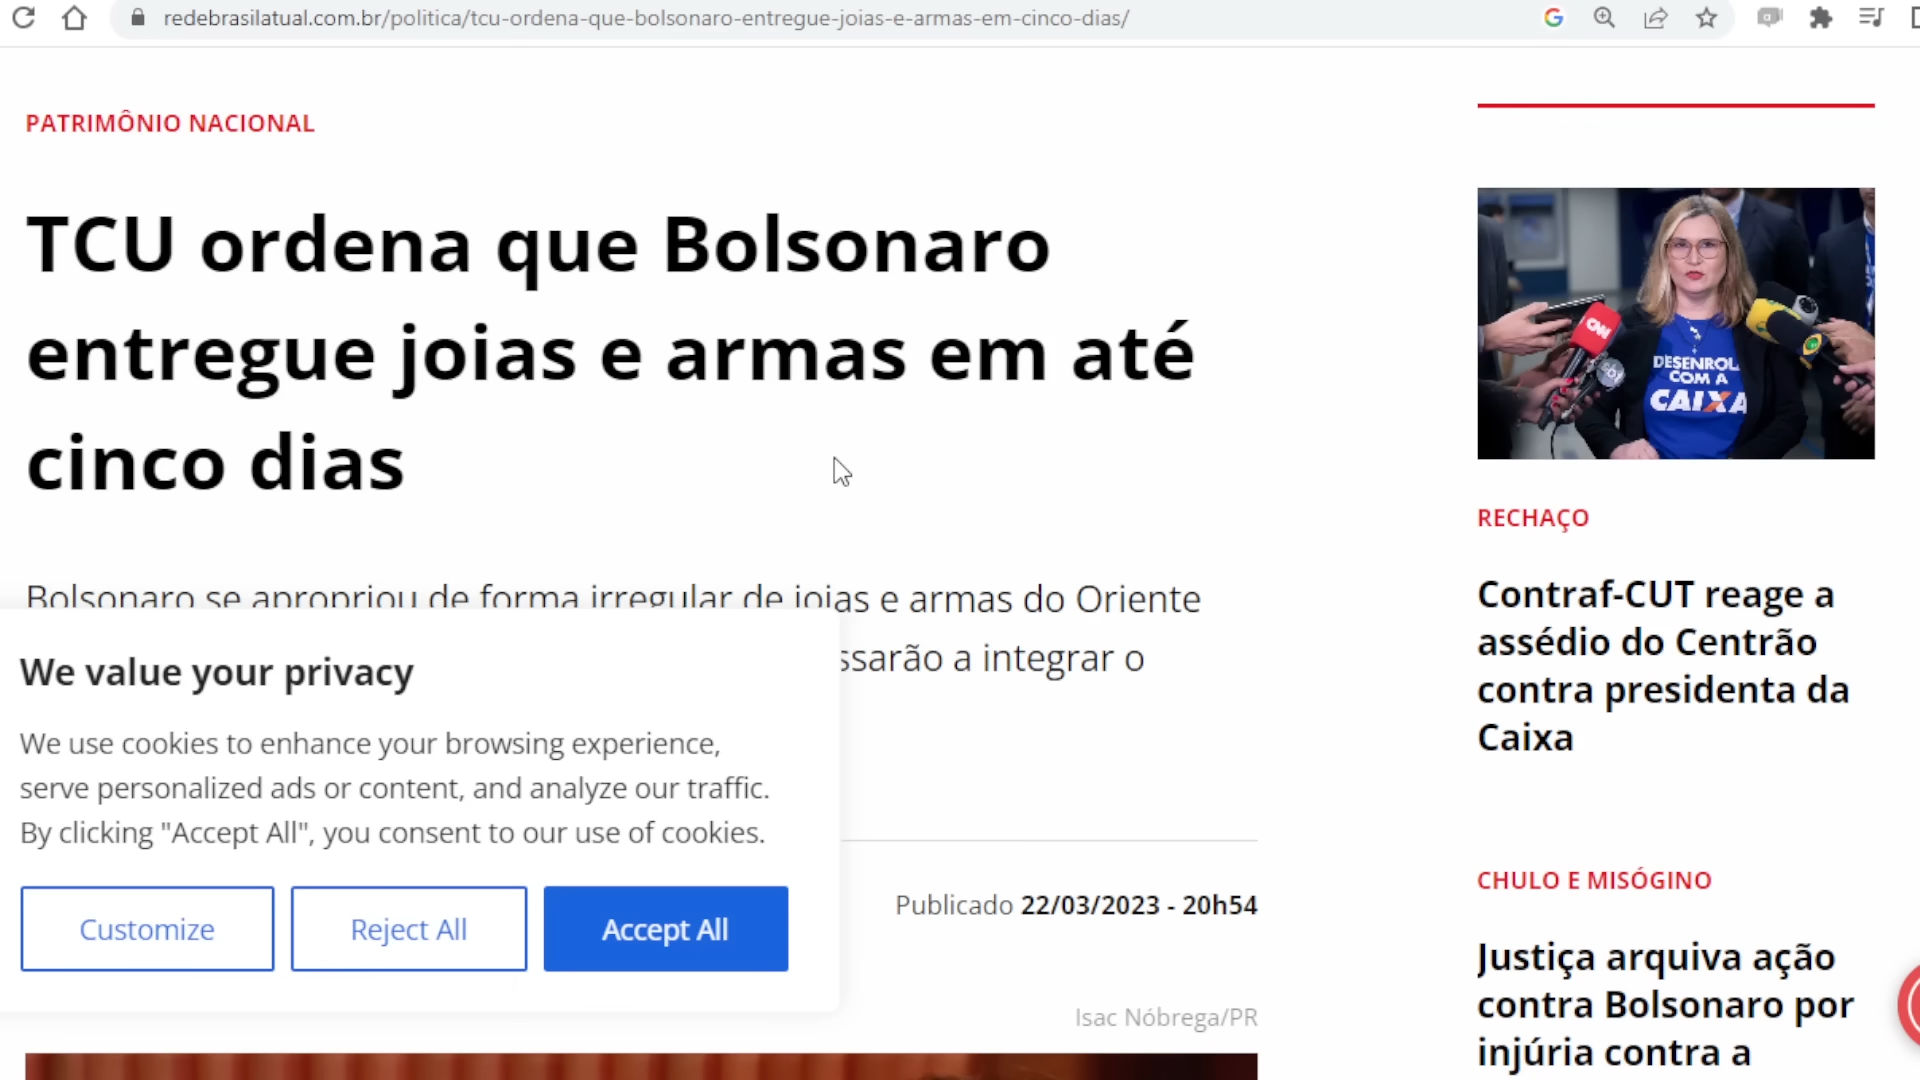 redebrasilatual.com.br/politica/tcu-ordena-que-bolsonaro-entregue-joias-e-armas-em-cinco-dias/
PATRIMÔNIO NACIONAL
TCU ordena que Bolsonaro
entregue joias e armas em até
cinco dias
Bolsonaro se apropriou de forma irregular de joias e armas do Oriente
ssarão a integrar o
We value your privacy
We use cookies to enhance your browsing experience,
serve personalized ads or content, and analyze our traffic.
By clicking "Accept All", you consent to our use of cookies.
Customize
Reject All
Accept All
Publicado 22/03/2023 - 20h54
Isac Nóbrega/PR
CNN
sbt
DESENROL
COM A
CAIXA
RECHAÇO
Contraf-CUT reage a
assédio do Centrão
contra presidenta da
Caixa
CHULO E MISÓGINO
Justiça arquiva ação
contra Bolsonaro por
injúria contra a